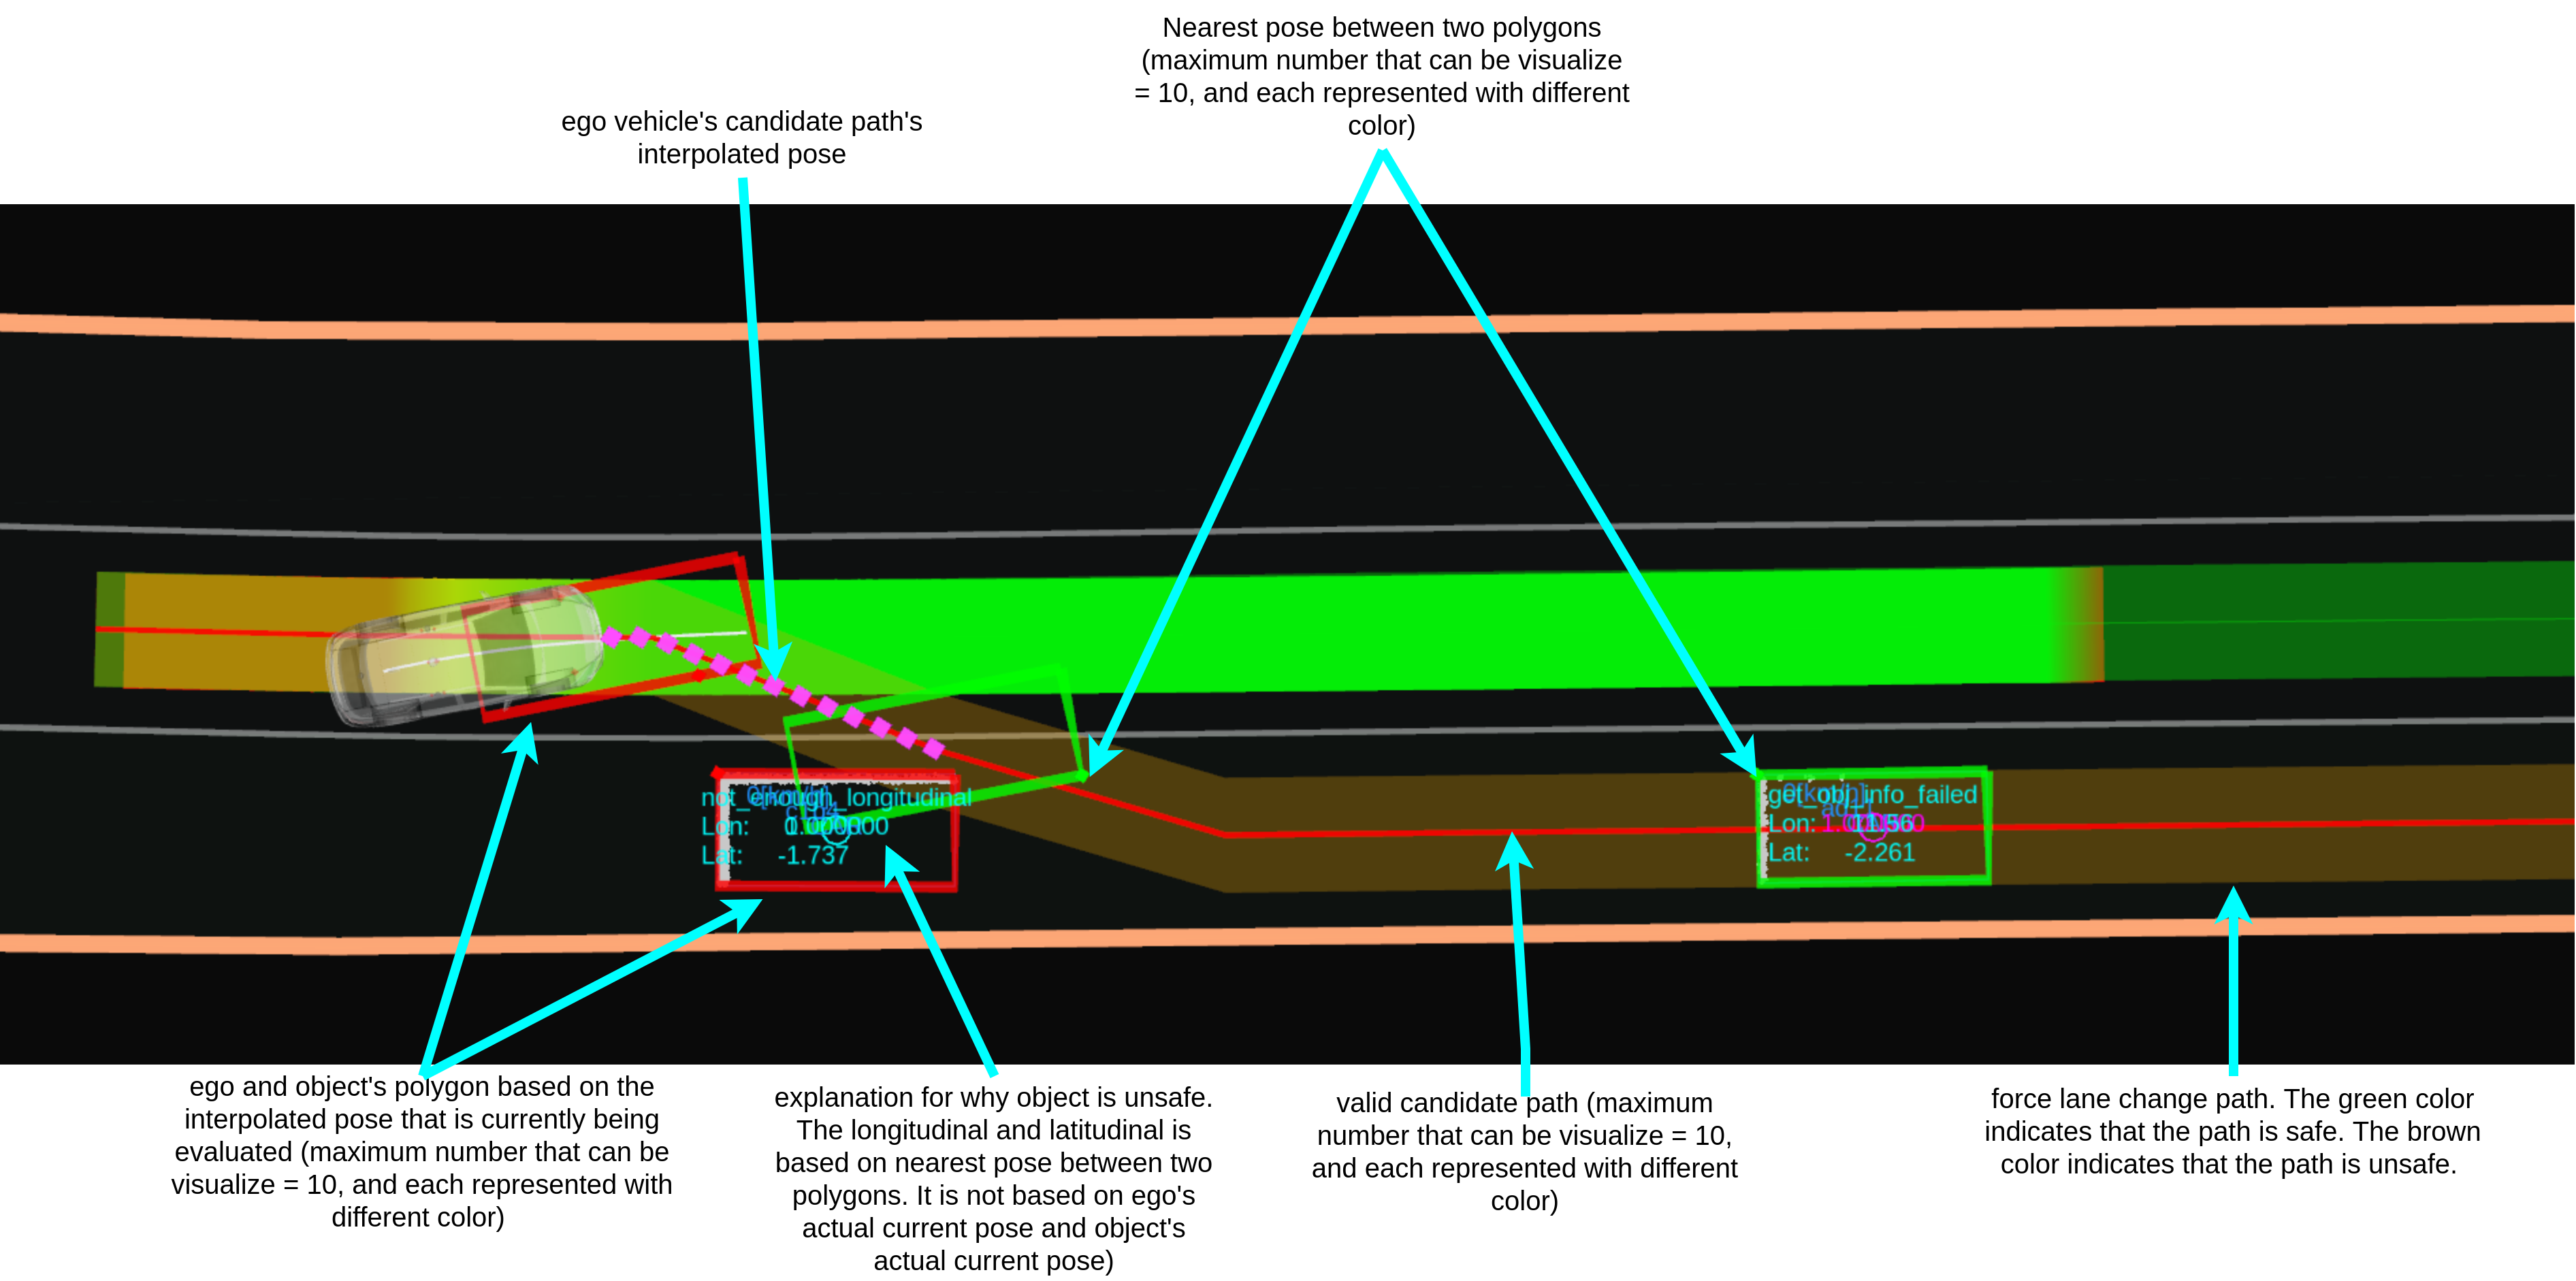 Nearest pose between two polygons
(maximum number that can be visualize
= 10, and each represented with different
color)
ego vehicle's candidate path's
interpolated pose
not_enough_longitudinal
Lon:
Lat: -1.737
get_obj_info_failed
Lon: 11.56
Lat: -2.261
ego and object's polygon based on the
interpolated pose that is currently being
evaluated (maximum number that can be
visualize = 10, and each represented with
different color)
explanation for why object is unsafe.
The longitudinal and latitudinal is
based on nearest pose between two
polygons. It is not based on ego's
actual current pose and object's
actual current pose)
valid candidate path (maximum
number that can be visualize = 10,
and each represented with different
color)
force lane change path. The green color
indicates that the path is safe. The brown
color indicates that the path is unsafe.